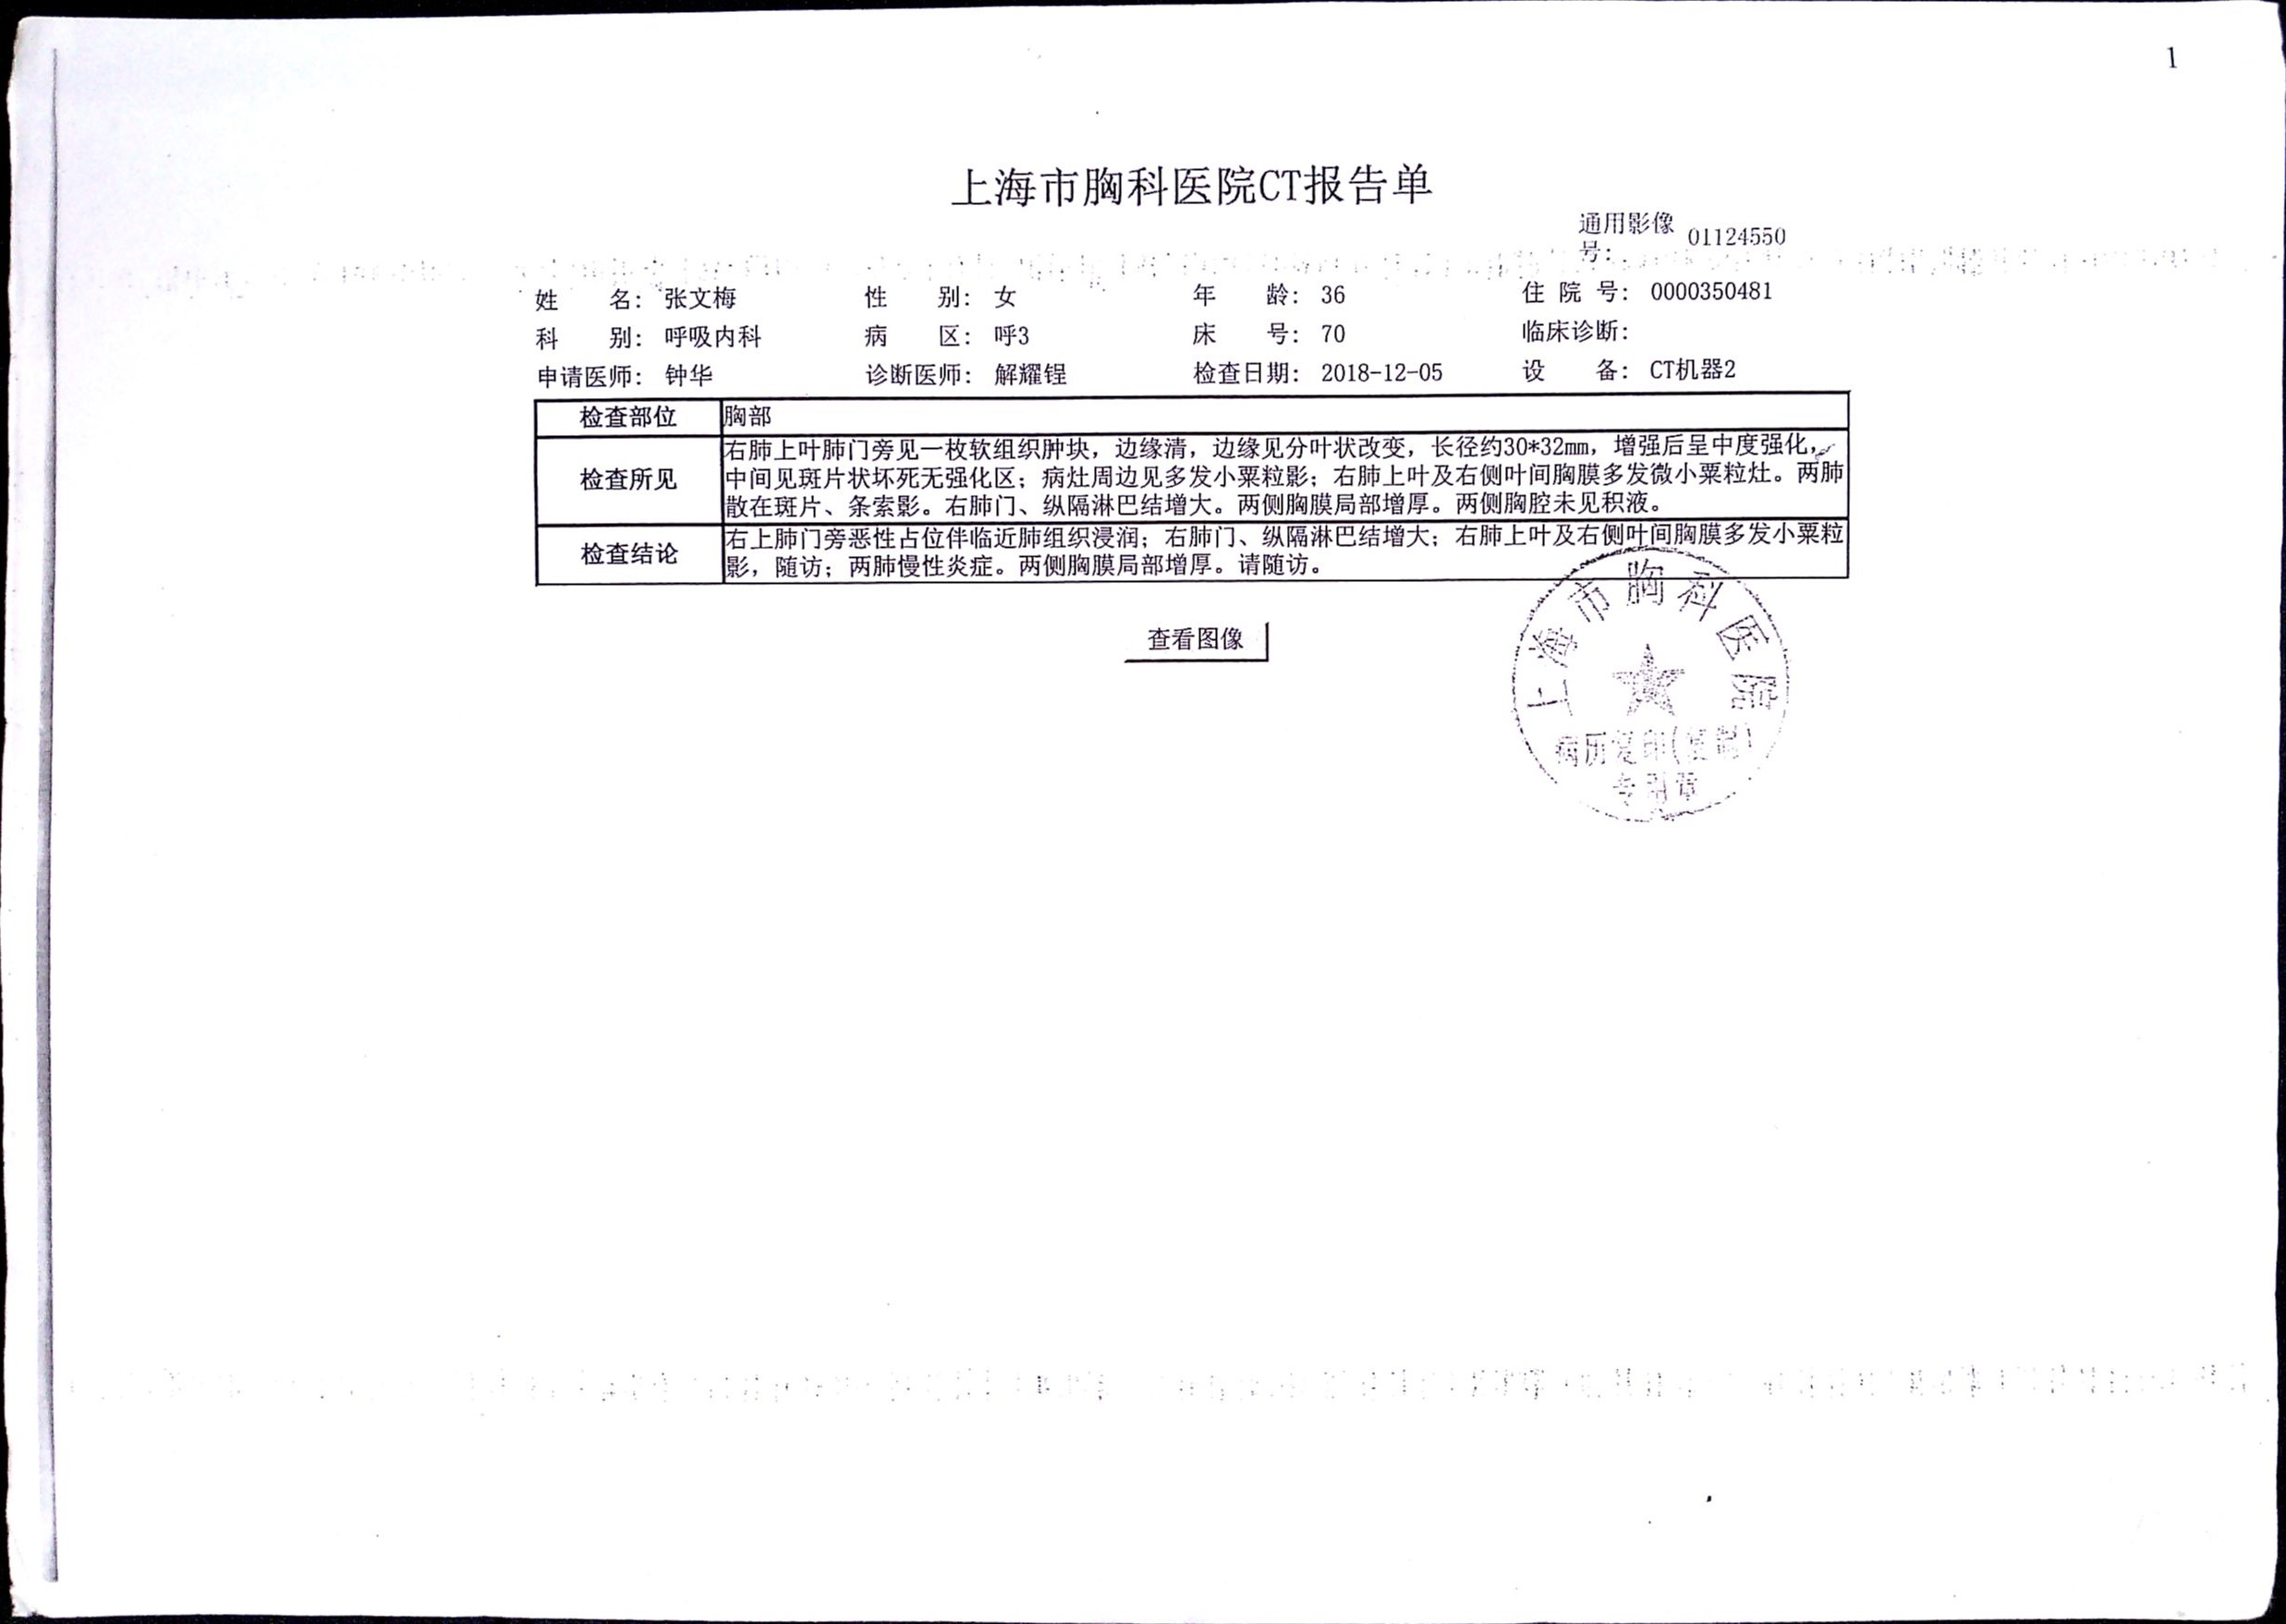 1
上海市胸科医院CT报告单
通用影像号: 01124550
姓 名: 张文梅 性 别: 女 年 龄: 36 住 院 号: 0000350481
科 别: 呼吸内科 病 区: 呼3 床 号: 70 临床诊断:
申请医师: 钟华 诊断医师: 解耀锃 检查日期: 2018-12-05 设 备: CT机器2
检查部位 胸部
检查所见
右肺上叶肺门旁见一枚软组织肿块，边缘清，边缘见分叶状改变，长径约30*32mm，增强后呈中度强化，
中间见斑片状坏死无强化区；病灶周边见多发小粟粒影；右肺上叶及右侧叶间胸膜多发微小粟粒灶。两肺
散在斑片、条索影。右肺门、纵隔淋巴结增大。两侧胸膜局部增厚。两侧胸腔未见积液。
检查结论
右上肺门旁恶性占位伴临近肺组织浸润；右肺门、纵隔淋巴结增大；右肺上叶及右侧叶间胸膜多发小粟粒
影，随访；两肺慢性炎症。两侧胸膜局部增厚。请随访。
查看图像
上海市胸科医院
病历复印(复制)
专用章